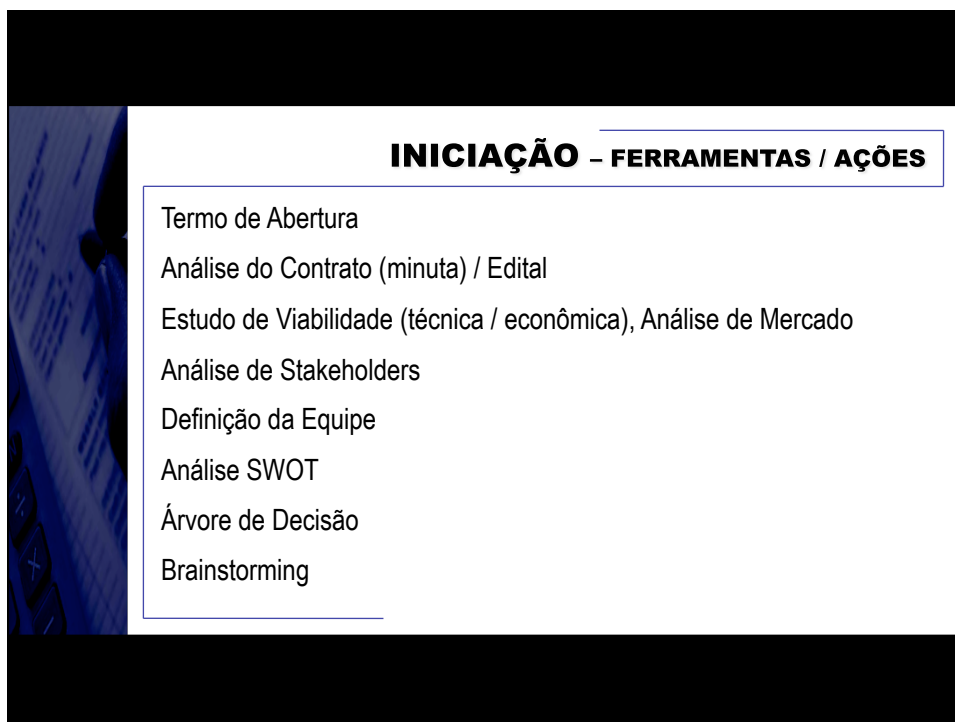 INICIAÇÃO – FERRAMENTAS / AÇÕES
Termo de Abertura
Análise do Contrato (minuta) / Edital
Estudo de Viabilidade (técnica / econômica), Análise de Mercado
Análise de Stakeholders
Definição da Equipe
Análise SWOT
Árvore de Decisão
Brainstorming